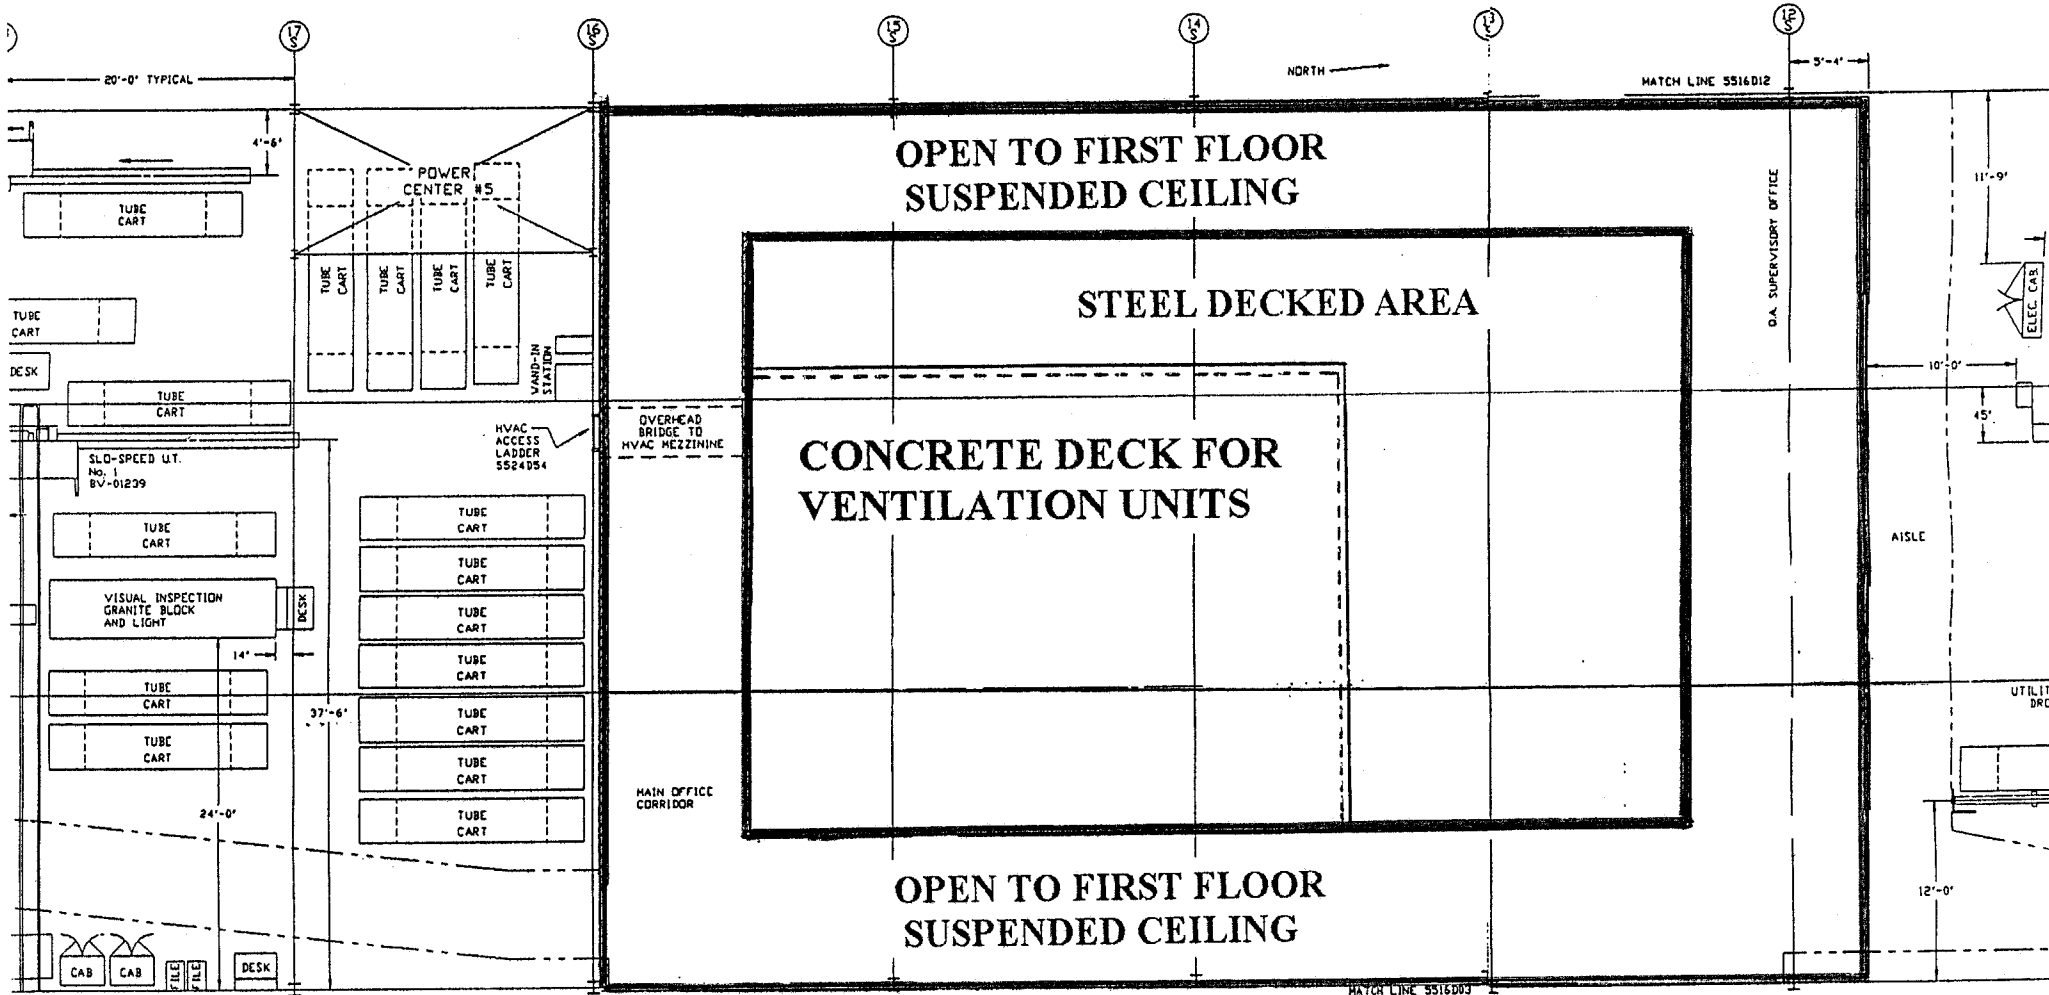 17
S
16
S
15
S
14
S
13
S
12
S
20'-0" TYPICAL
NORTH
MATCH LINE 5516D12
5'-4"
4'-6"
POWER
CENTER #5
TUBE
CART
TUBE
CART
TUBE
CART
TUBE
CART
TUBE
CART
TUBE
CART
DESK
TUBE
CART
WAND-IN
STATION
HVAC
ACCESS
LADDER
5524D54
OVERHEAD
BRIDGE TO
HVAC MEZZININE
SLO-SPEED U.T.
No. 1
BV-01239
TUBE
CART
VISUAL INSPECTION
GRANITE BLOCK
AND LIGHT
DESK
14"
TUBE
CART
TUBE
CART
37'-6"
24'-0"
TUBE
CART
TUBE
CART
TUBE
CART
TUBE
CART
TUBE
CART
TUBE
CART
TUBE
CART
CAB
CAB
FILE
FILE
DESK
OPEN TO FIRST FLOOR
SUSPENDED CEILING
STEEL DECKED AREA
CONCRETE DECK FOR
VENTILATION UNITS
MAIN OFFICE
CORRIDOR
OPEN TO FIRST FLOOR
SUSPENDED CEILING
MATCH LINE 5516D03
O.A. SUPERVISORY OFFICE
11'-9"
ELEC. CAB.
10'-0"
45"
AISLE
UTILIT
DRO
12'-0"